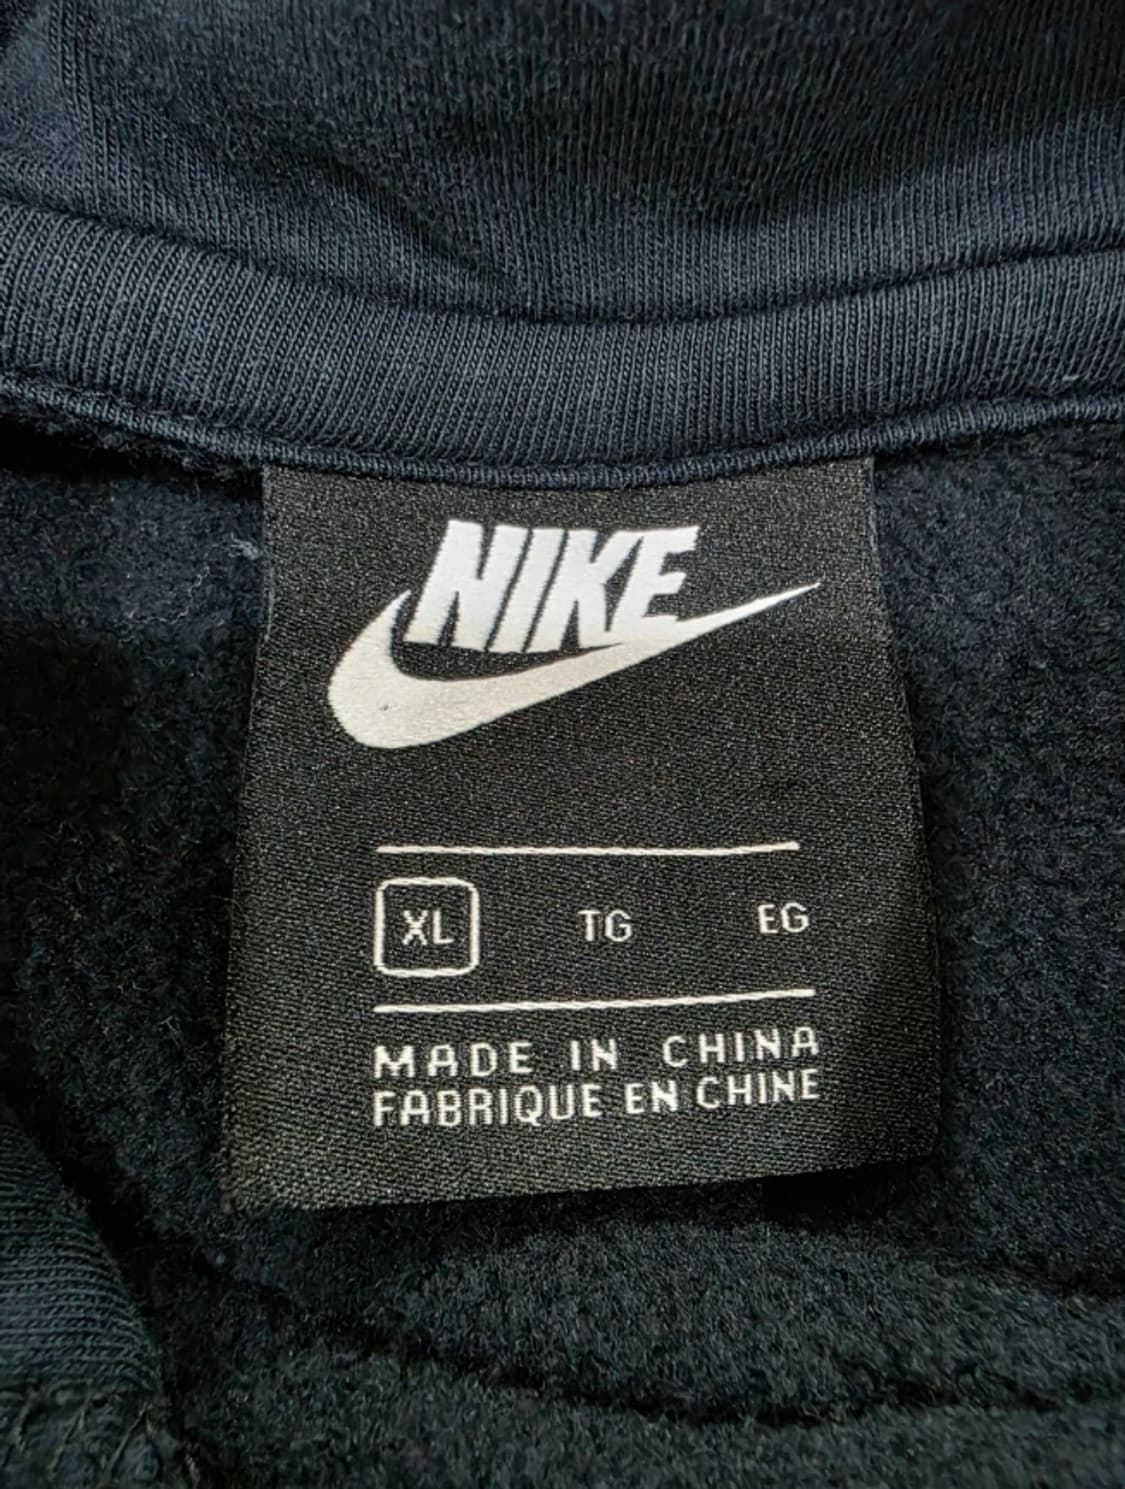 NIKE
XL TG EG
MADE IN CHINA
FABRIQUE EN CHINE